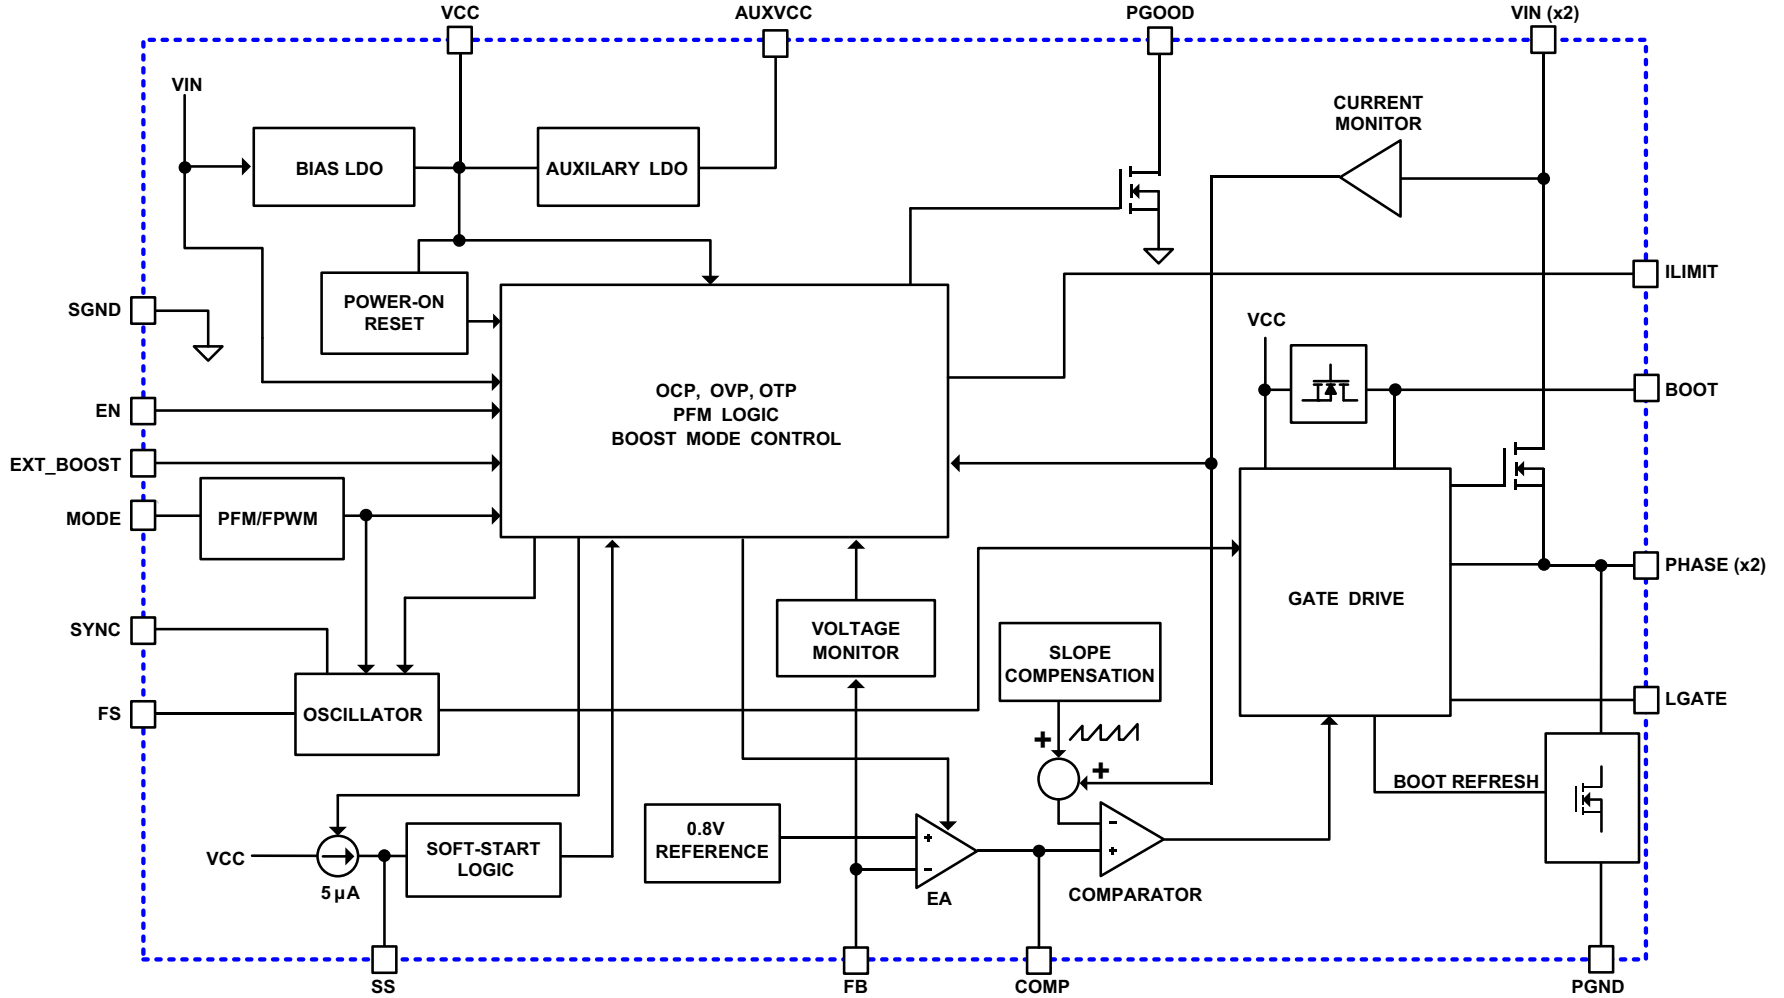 VCC
AUXVCC
PGOOD
VIN (x2)
VIN
CURRENT
MONITOR
BIAS LDO
AUXILARY LDO
ILIMIT
SGND
POWER-ON
RESET
VCC
OCP, OVP, OTP
PFM LOGIC
BOOST MODE CONTROL
BOOT
EN
EXT_BOOST
MODE
PFM/FPWM
PHASE (x2)
GATE DRIVE
SYNC
VOLTAGE
MONITOR
SLOPE
COMPENSATION
LGATE
FS
OSCILLATOR
+
+
BOOT REFRESH
0.8V
REFERENCE
+
–
–
+
VCC
SOFT-START
LOGIC
5 µA
EA
COMPARATOR
SS
FB
COMP
PGND